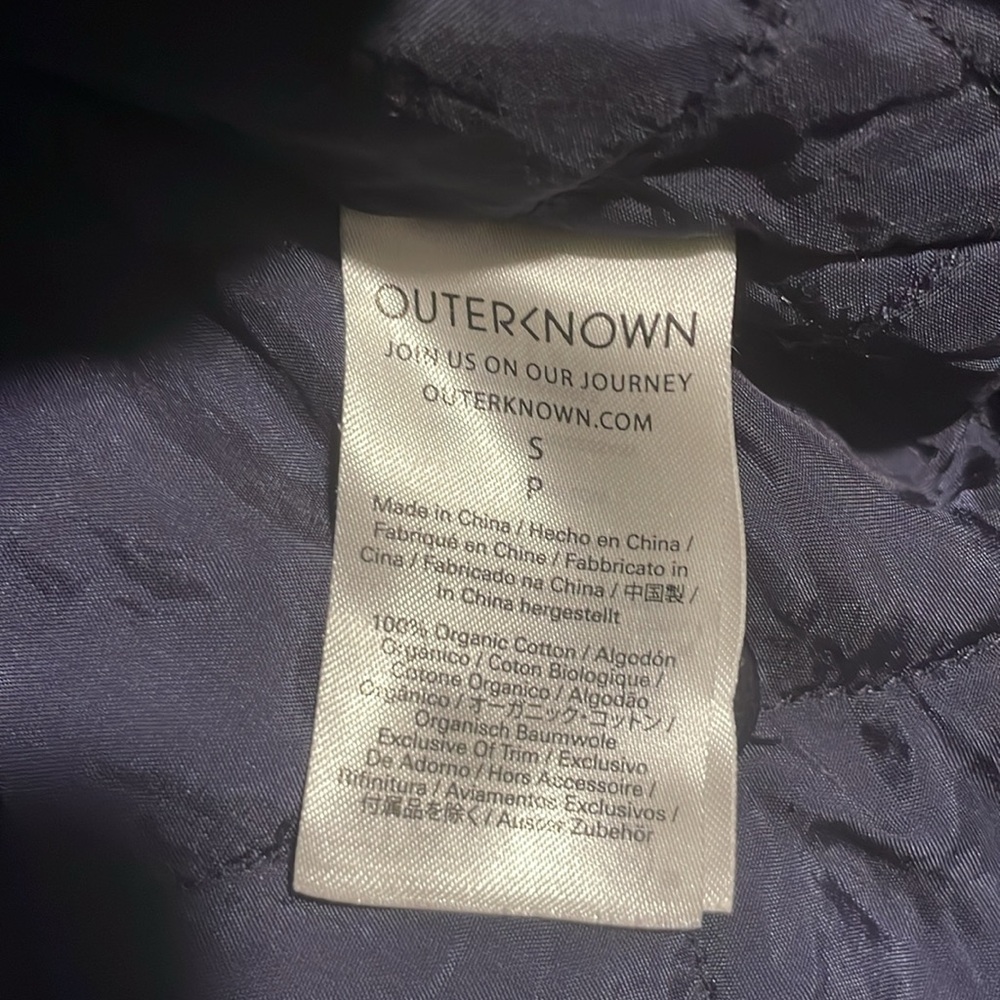 OUTERKNOWN
JOIN US ON OUR JOURNEY
OUTERKNOWN.COM
S
P
Made in China / Hecho en China /
Fabriqué en Chine / Fabbricato in
Cina / Fabricado na China / 中国製 /
In China hergestellt
100% Organic Cotton / Algodón
Orgánico / Coton Biologique /
Cotone Organico / Algodão
Orgânico / オーガニック・コットン /
Organisch Baumwole
Exclusive Of Trim / Exclusivo
De Adorno / Hors Accessoire /
Rifinitura / Aviamentos Exclusivos /
付属品を除く / Ausser Zubehör